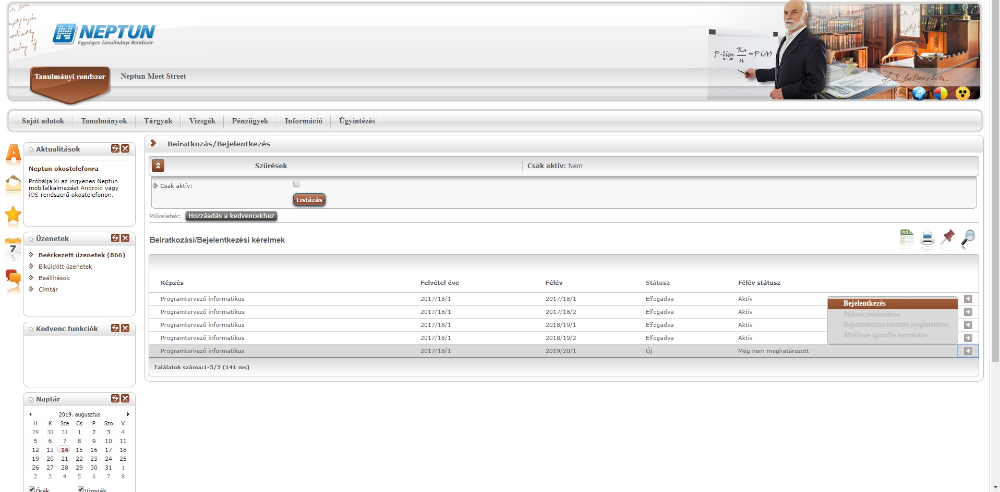 NEPTUN
Egységes Tanulmányi Rendszer
P-lim KA/n =P(A)
n→∞
Tanulmányi rendszer
Neptun Meet Street
Saját adatok
Tanulmányok
Tárgyak
Vizsgák
Pénzügyek
Információ
Ügyintézés
Aktualitások
Neptun okostelefonra
Próbálja ki az ingyenes Neptun
mobilalkalmazást Android vagy
iOS rendszerű okostelefonon.
Üzenetek
Beérkezett üzenetek (866)
Elküldött üzenetek
Beállítások
Címtár
Kedvenc funkciók
Naptár
2019. augusztus
H K Sze Cs P Szo V
29 30 31 1 2 3 4
5 6 7 8 9 10 11
12 13 14 15 16 17 18
19 20 21 22 23 24 25
26 27 28 29 30 31 1
2 3 4 5 6 7 8
Órák Vizsgák
A
7
Beiratkozás/Bejelentkezés
Szűrések
Csak aktív: Nem
Csak aktív:
Listázás
Műveletek: Hozzáadás a kedvencekhez
Beiratkozási/Bejelentkezési kérelmek
XLS
Képzés Felvétel éve Félév Státusz Félév státusz
Programtervező informatikus 2017/18/1 2017/18/1 Elfogadva Aktív
Programtervező informatikus 2017/18/1 2017/18/2 Elfogadva Aktív
Programtervező informatikus 2017/18/1 2018/19/1 Elfogadva Aktív
Programtervező informatikus 2017/18/1 2018/19/2 Elfogadva Aktív
Programtervező informatikus 2017/18/1 2019/20/1 Új Még nem meghatározott
Bejelentkezés
Státusz módosítása
Bejelentkezési kérelem megtekintése
Általános igazolás nyomtatás
Találatok száma:1-5/5 (141 ms)